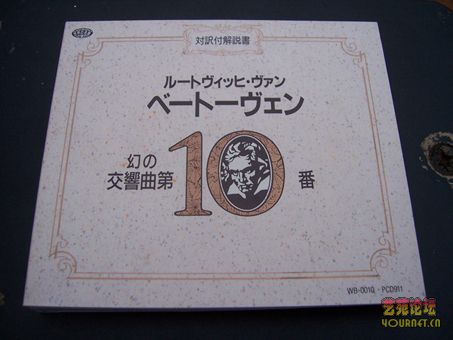 対訳付解説書
ルートヴィッヒ・ヴァン
ベートーヴェン
幻の
交響曲第10番
WB-0010・PCD911
艺苑论坛
YOURNET.CN